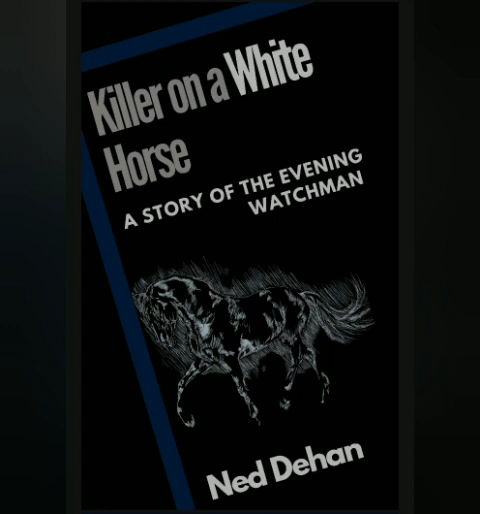 Killer on a White
Horse
A STORY OF THE EVENING
WATCHMAN
Ned Dehan